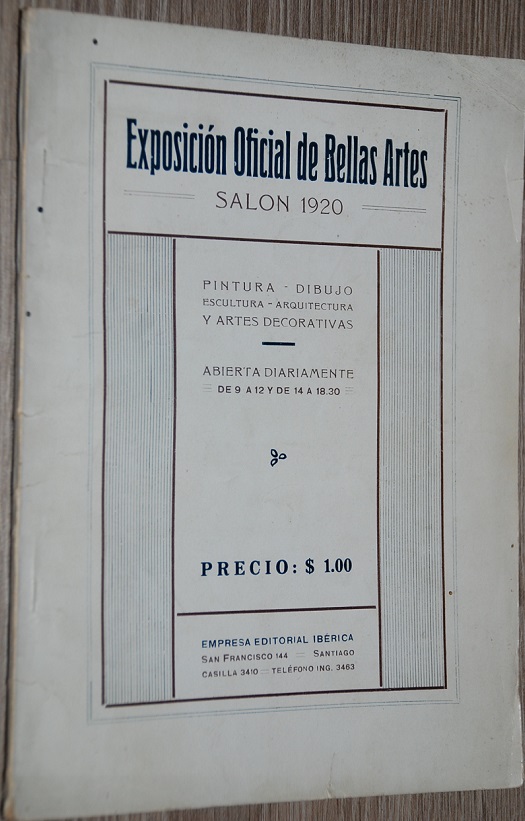 Exposición Oficial de Bellas Artes
SALON 1920
PINTURA - DIBUJO
ESCULTURA - ARQUITECTURA
Y ARTES DECORATIVAS
ABIERTA DIARIAMENTE
DE 9 A 12 Y DE 14 A 18.30
PRECIO: $ 1.00
EMPRESA EDITORIAL IBÉRICA
SAN FRANCISCO 144 — SANTIAGO
CASILLA 3410 — TELÉFONO ING. 3463